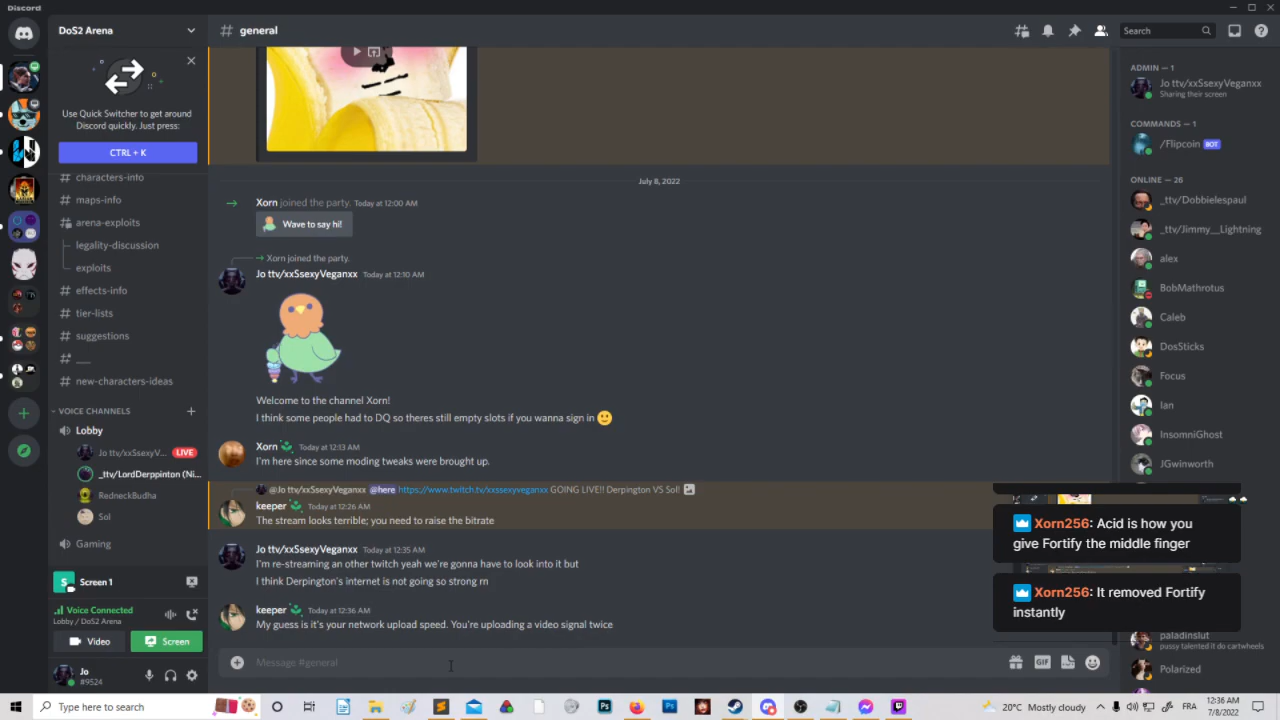 Discord
DoS2 Arena
general
Search
Use Quick Switcher to get
around
Discord quickly. Just press:
CTRL + K
characters-info
maps-info
arena-exploits
legality-discussion
exploits
effects-info
tier-lists
suggestions
__
new-characters-ideas
VOICE CHANNELS
Lobby
Jo ttv/xxSsexyV... LIVE
_ttv/LordDerppinton (Ni...
RedneckBudha
Sol
Gaming
Screen 1
Voice Connected
Lobby / DoS2 Arena
Video
Screen
Jo
#9524
July 8, 2022
Xorn joined the party. Today at 12:00 AM
Wave to say hi!
Xorn joined the party.
Jo ttv/xxSsexyVeganxx Today at 12:10 AM
Welcome to the channel Xorn!
I think some people had to DQ so theres still empty slots if you wanna sign in 🙂
Xorn Today at 12:13 AM
I'm here since some moding tweaks were brought up.
@Jo ttv/xxSsexyVeganxx @here https://www.twitch.tv/xxssexyveganxx GOING LIVE!! Derpington VS Sol!
keeper Today at 12:26 AM
The stream looks terrible; you need to raise the bitrate
Jo ttv/xxSsexyVeganxx Today at 12:35 AM
I'm re-streaming an other twitch yeah we're gonna have to look into it but
I think Derpington's internet is not going so strong rn
keeper Today at 12:36 AM
My guess is it's your network upload speed. You're uploading a video signal twice
Message #general
GIF
ADMIN — 1
Jo ttv/xxSsexyVeganxx
Sharing their screen
COMMANDS — 1
/Flipcoin BOT
ONLINE — 26
_ttv/Dobbielespaul
_ttv/Jimmy__Lightning
alex
BobMathrotus
Caleb
DosSticks
Focus
Ian
InsomniGhost
JGwinworth
Xorn256: Acid is how you
give Fortify the middle finger
Xorn256: It removed Fortify
instantly
paladinslut
pussy talented it do cartwheels
Polarized
Type here to search
20°C Mostly cloudy
FRA
12:36 AM
7/8/2022